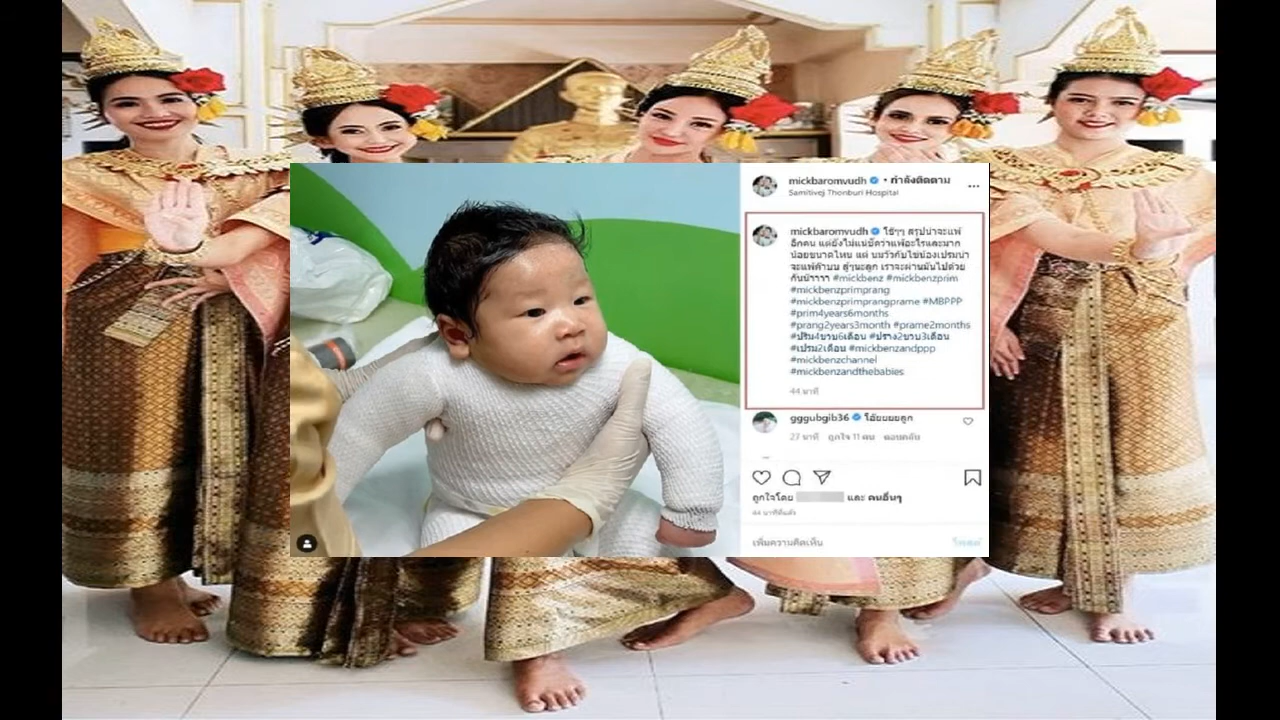 mickbaromvudh • กำลังติดตาม
Samitivej Thonburi Hospital
mickbaromvudh โธ่ๆๆ สรุปน่าจะแพ้
อีกคน แต่ยังไม่แน่ชัดว่าแพ้อะไรและมาก
น้อยขนาดไหน แต่ นมวัวกับไข่น้องเปรมน่า
จะแพ้ค้าบบ สู่ๆนะลูก เราจะผ่านมันไปด้วย
กันน้าาาา #mickbenz #mickbenzprim
#mickbenzprimprang
#mickbenzprimprangprame #MBPPP
#prim4years6months
#prang2years3month #prame2months
#ปริม4ขวบ6เดือน #ปราง2ขวบ3เดือน
#เปรม2เดือน #mickbenzandppp
#mickbenzchannel
#mickbenzandthebabies
44 นาที
gggubgib36 โอ๊ยยยยลูก
27 นาที ถูกใจ 11 คน ตอบกลับ
ถูกใจโดย และ คนอื่นๆ
44 นาทีที่แล้ว
เพิ่มความคิดเห็น
โพสต์